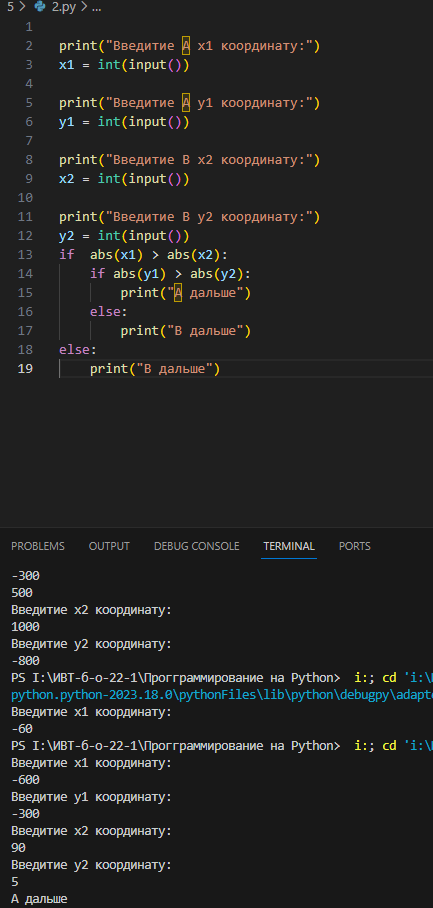 5 > 2.py > ...
1
2 print("Введитие А x1 координату:")
3 x1 = int(input())
4
5 print("Введитие А y1 координату:")
6 y1 = int(input())
7
8 print("Введитие В x2 координату:")
9 x2 = int(input())
10
11 print("Введитие В y2 координату:")
12 y2 = int(input())
13 if  abs(x1) > abs(x2):
14     if abs(y1) > abs(y2):
15         print("А дальше")
16     else:
17         print("В дальше")
18 else:
19     print("В дальше")
PROBLEMS OUTPUT DEBUG CONSOLE TERMINAL PORTS
-300
500
Введитие x2 координату:
1000
Введитие y2 координату:
-800
PS I:\ИВТ-б-о-22-1\Прогграммирование на Python>  i:; cd 'i:\
python.python-2023.18.0\pythonFiles\lib\python\debugpy\adapt
Введитие x1 координату:
-60
PS I:\ИВТ-б-о-22-1\Прогграммирование на Python>  i:; cd 'i:\
Введитие x1 координату:
-600
Введитие y1 координату:
-300
Введитие x2 координату:
90
Введитие y2 координату:
5
А дальше